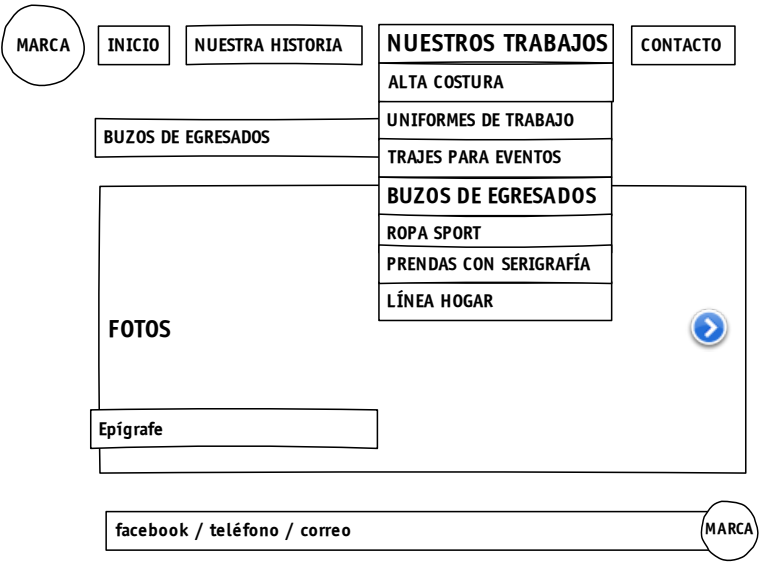 MARCA
INICIO
NUESTRA HISTORIA
NUESTROS TRABAJOS
CONTACTO
ALTA COSTURA
UNIFORMES DE TRABAJO
TRAJES PARA EVENTOS
BUZOS DE EGRESADOS
ROPA SPORT
PRENDAS CON SERIGRAFÍA
LÍNEA HOGAR
BUZOS DE EGRESADOS
FOTOS
Epígrafe
facebook / teléfono / correo
MARCA